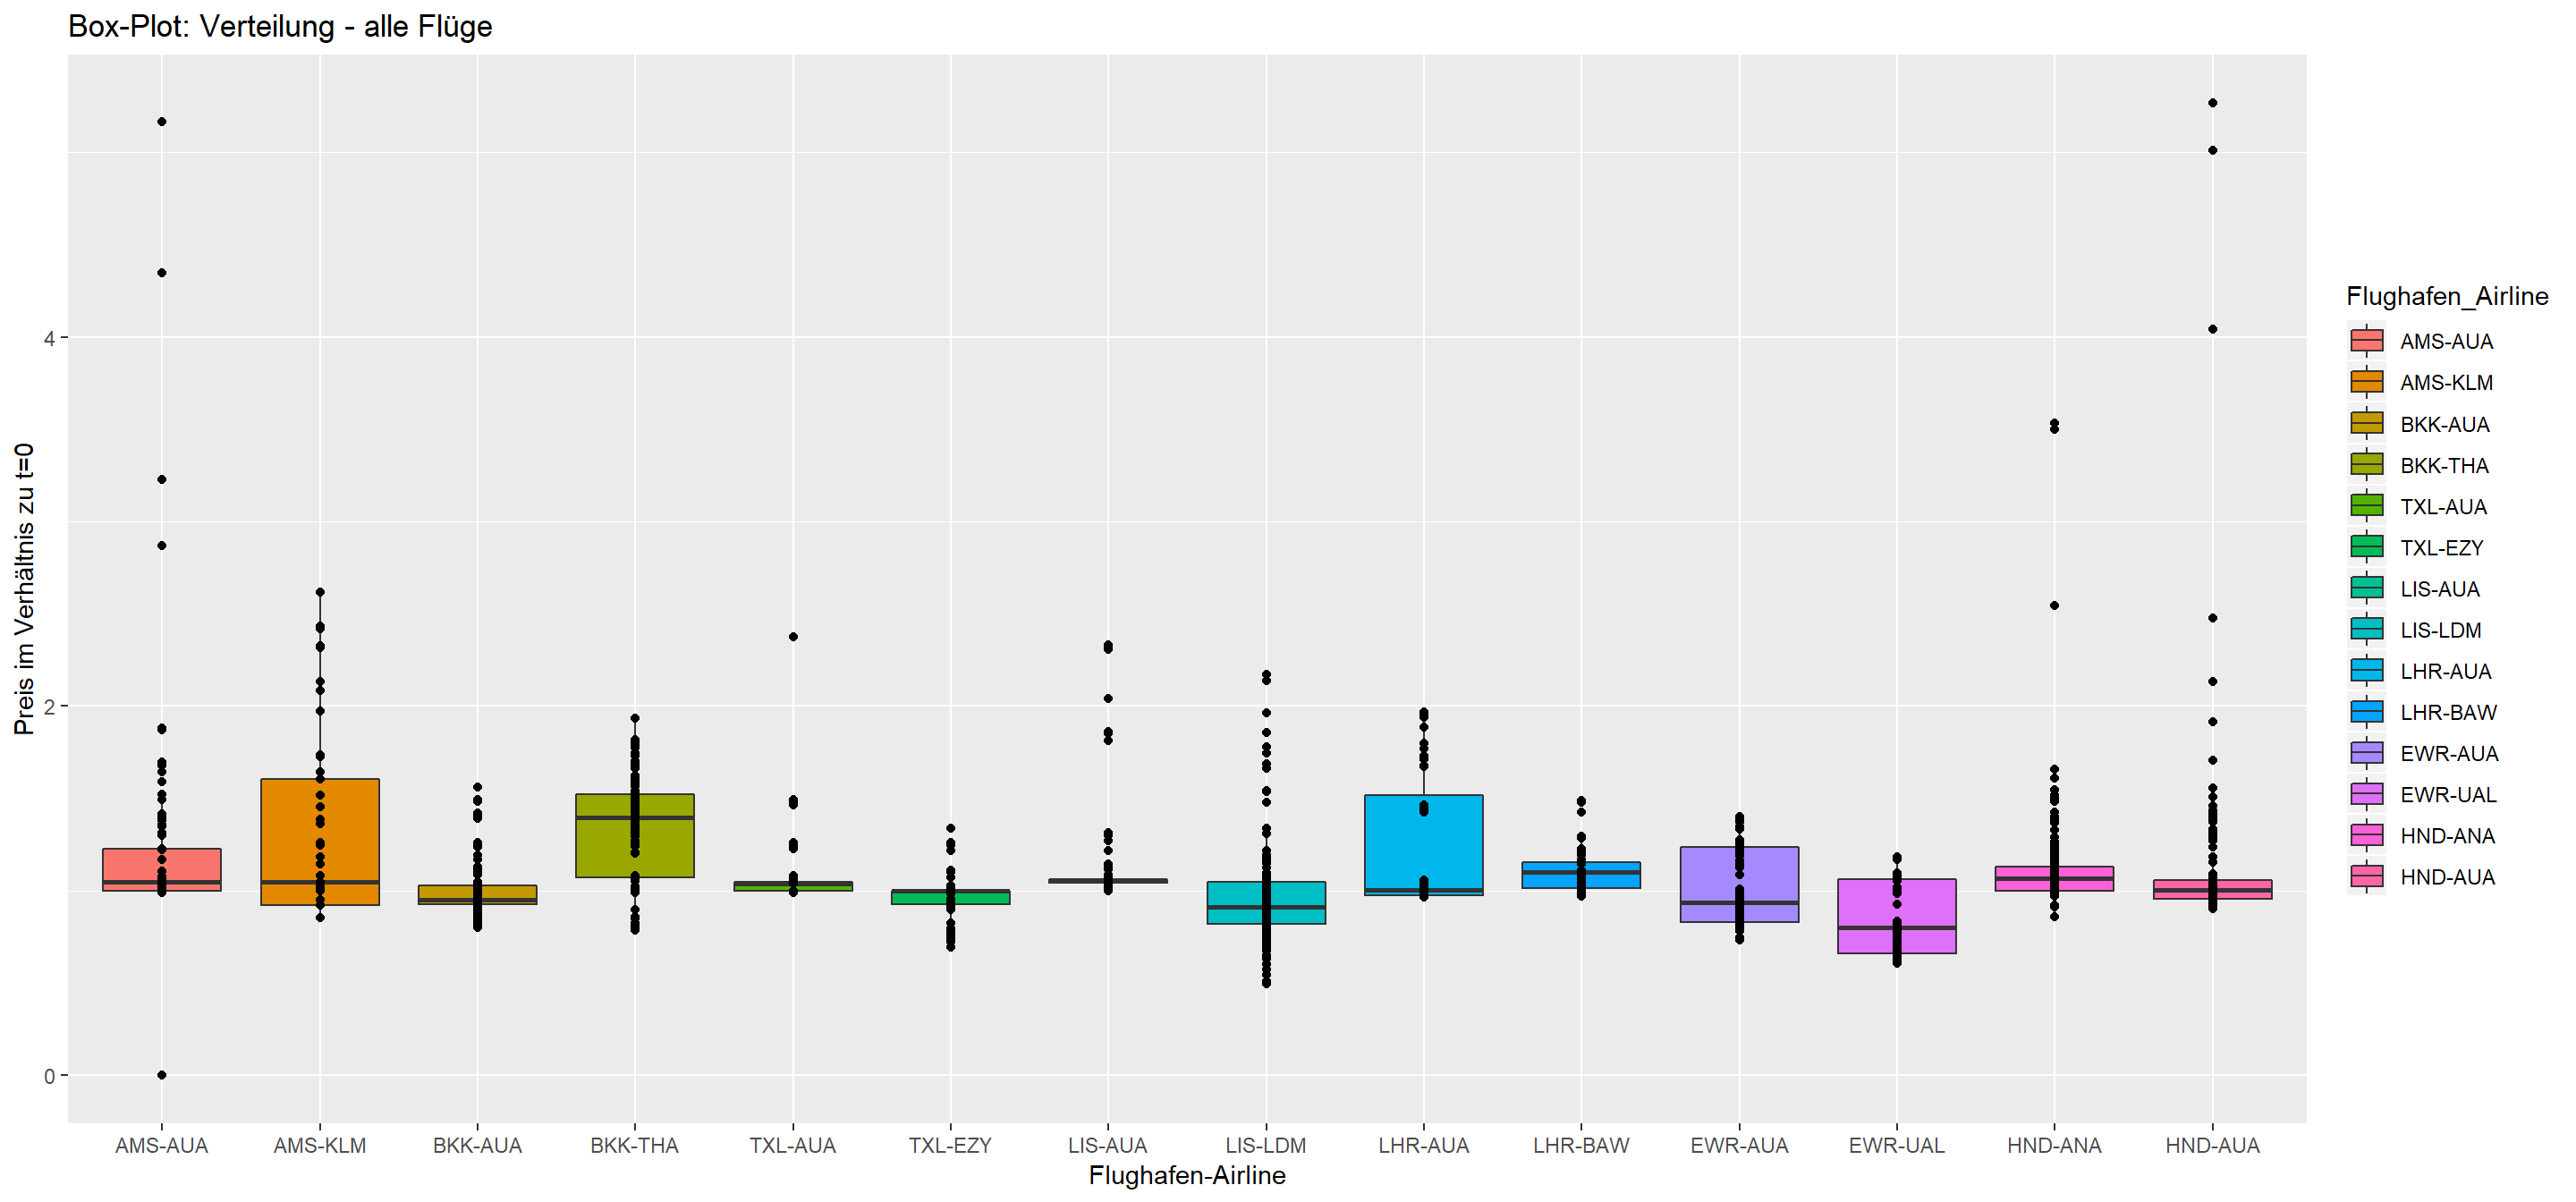 Box-Plot: Verteilung - alle Flüge
Preis im Verhältnis zu t=0
4
2
0
AMS-AUA AMS-KLM BKK-AUA BKK-THA TXL-AUA TXL-EZY LIS-AUA LIS-LDM LHR-AUA LHR-BAW EWR-AUA EWR-UAL HND-ANA HND-AUA
Flughafen-Airline
Flughafen_Airline
AMS-AUA
AMS-KLM
BKK-AUA
BKK-THA
TXL-AUA
TXL-EZY
LIS-AUA
LIS-LDM
LHR-AUA
LHR-BAW
EWR-AUA
EWR-UAL
HND-ANA
HND-AUA